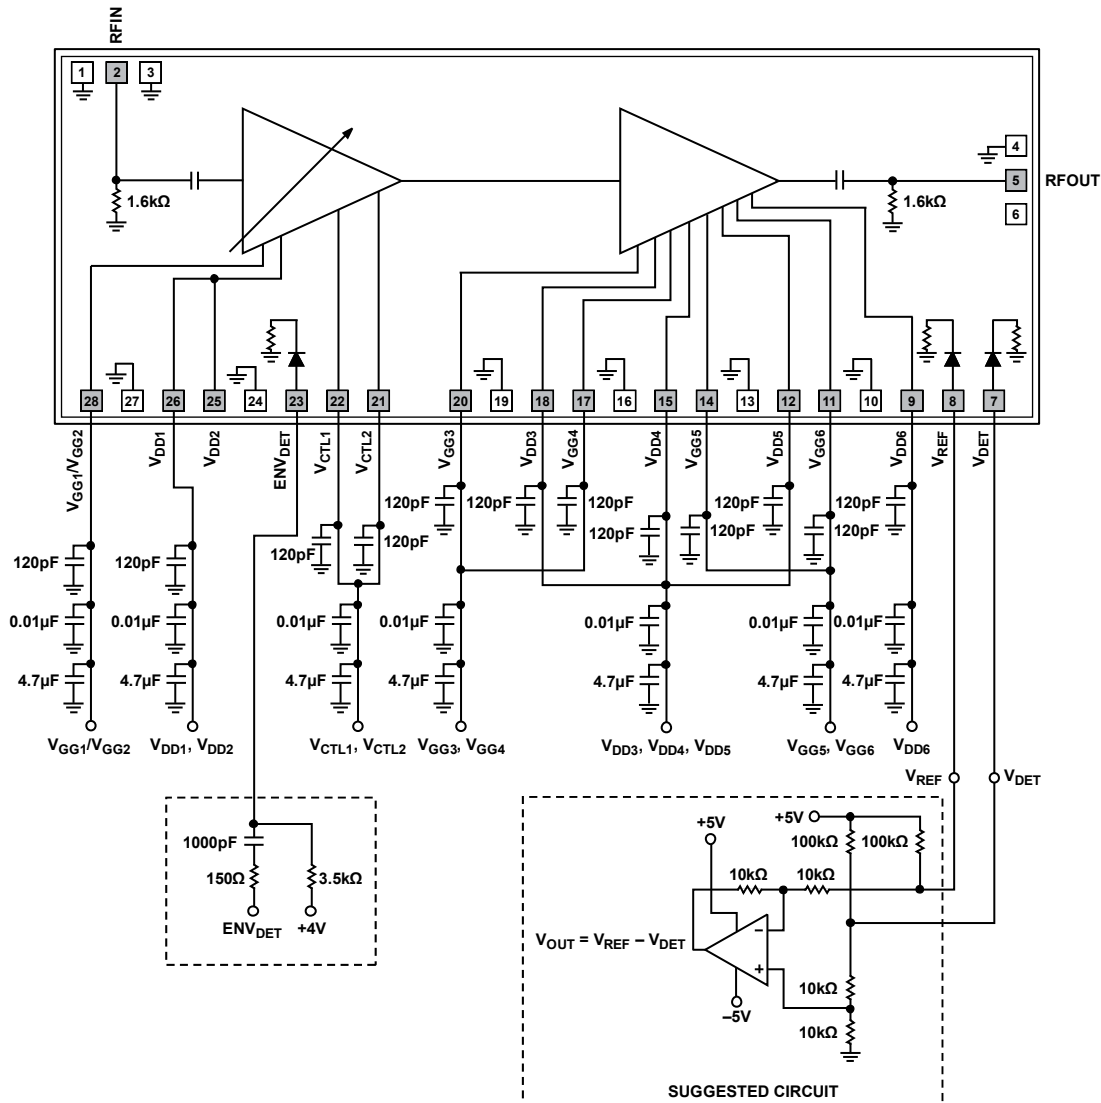 RFIN
1 2 3
4
5 RFOUT
6
1.6kΩ 1.6kΩ
28 27 26 25 24 23 22 21 20 19 18 17 16 15 14 13 12 11 10 9 8 7
VGG1/VGG2 VDD1 VDD2 ENVDET VCTL1 VCTL2 VGG3 VDD3 VGG4 VDD4 VGG5 VDD5 VGG6 VDD6 VREF VDET
120pF 120pF 120pF 120pF 120pF
120pF 120pF 120pF
120pF 120pF
120pF 120pF
0.01µF 0.01µF 0.01µF 0.01µF 0.01µF 0.01µF 0.01µF
4.7µF 4.7µF 4.7µF 4.7µF 4.7µF 4.7µF 4.7µF
VGG1/VGG2 VDD1, VDD2 VCTL1, VCTL2 VGG3, VGG4 VDD3, VDD4, VDD5 VGG5, VGG6 VDD6
VREF VDET
1000pF
150Ω 3.5kΩ
ENVDET +4V
+5V +5V
100kΩ 100kΩ
10kΩ 10kΩ
VOUT = VREF – VDET
–
+
10kΩ
–5V
10kΩ
SUGGESTED CIRCUIT